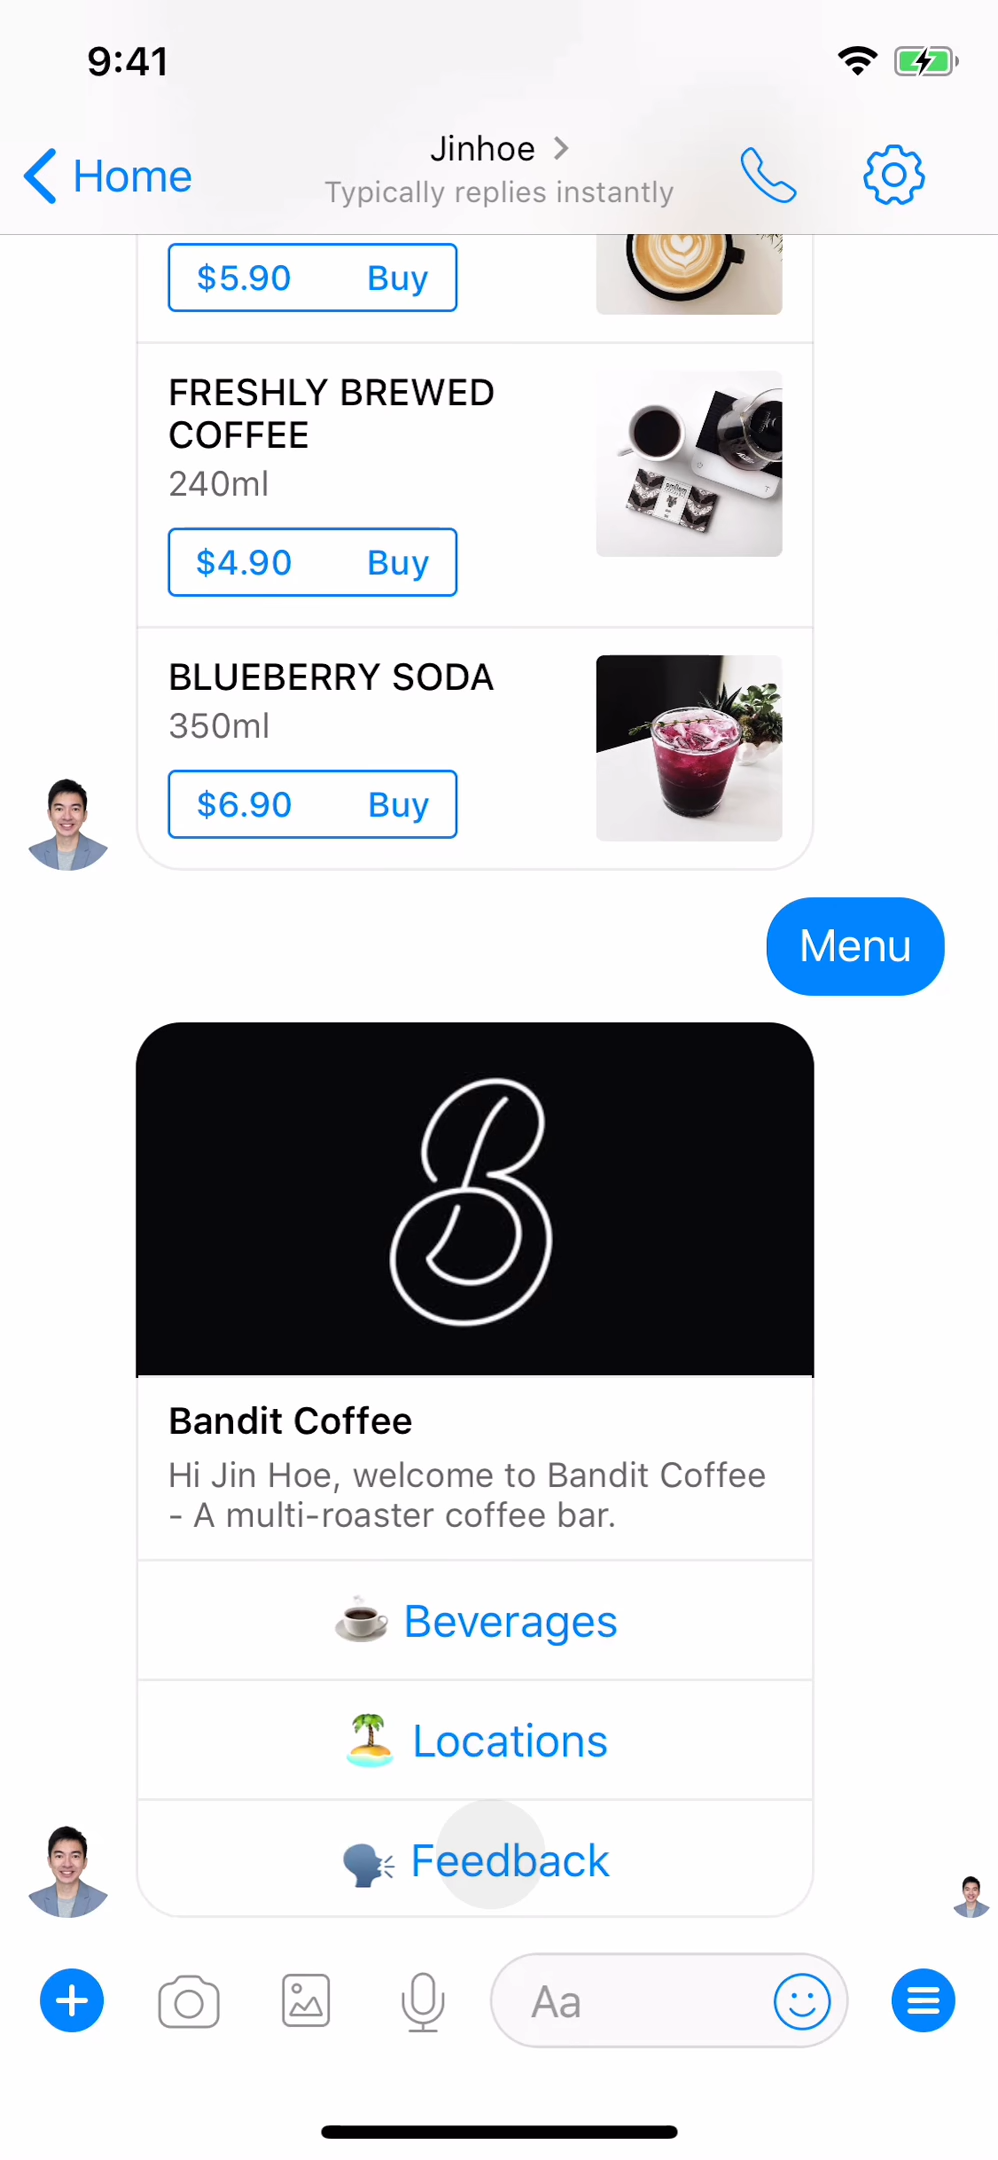 9:41
Home
Jinhoe
Typically replies instantly
$5.90 Buy
FRESHLY BREWED
COFFEE
240ml
$4.90 Buy
BLUEBERRY SODA
350ml
$6.90 Buy
Menu
B
Bandit Coffee
Hi Jin Hoe, welcome to Bandit Coffee
- A multi-roaster coffee bar.
Beverages
Locations
Feedback
Aa